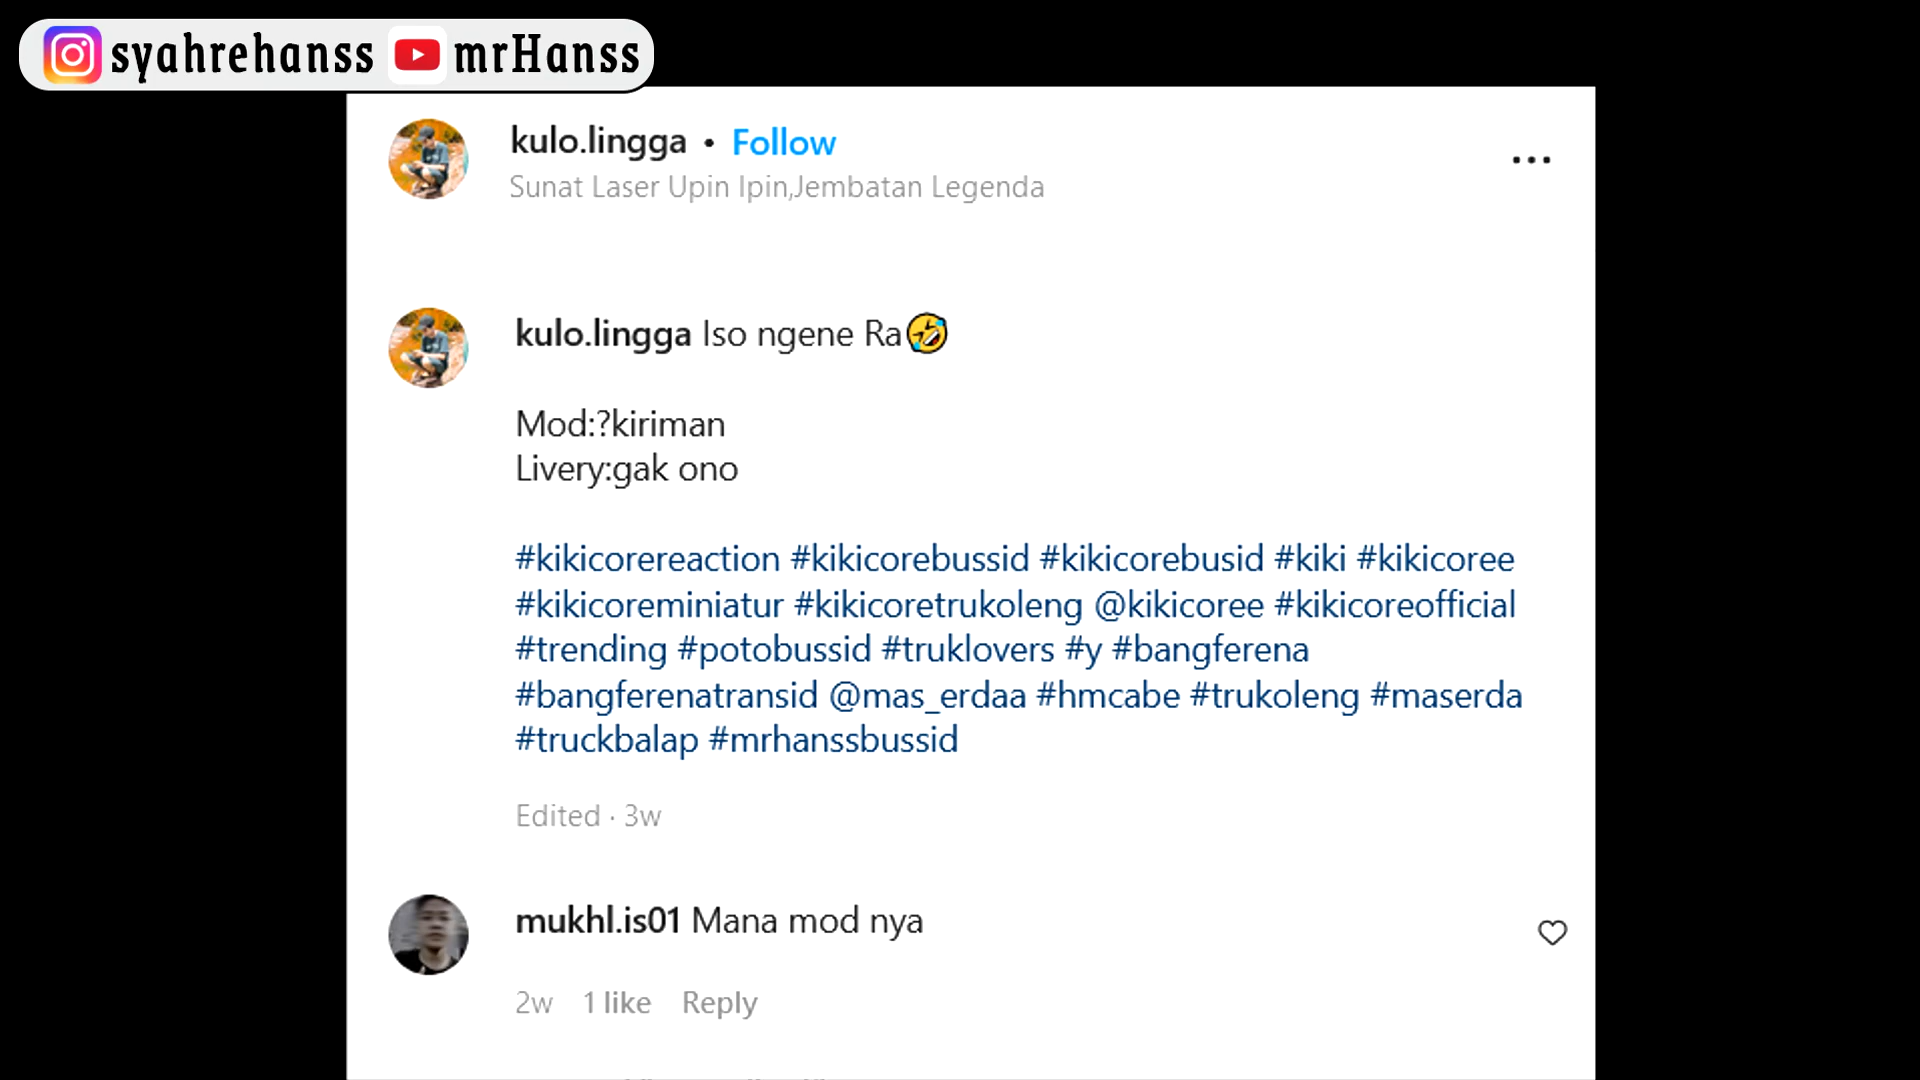 syahrehanss mrHanss
kulo.lingga • Follow
Sunat Laser Upin Ipin,Jembatan Legenda
kulo.lingga Iso ngene Ra🤣
Mod:?kiriman
Livery:gak ono
#kikicorereaction #kikicorebussid #kikicorebusid #kiki #kikicoree
#kikicoreminiatur #kikicoretrukoleng @kikicoree #kikicoreofficial
#trending #potobussid #truklovers #y #bangferena
#bangferenatransid @mas_erdaa #hmcabe #trukoleng #maserda
#truckbalap #mrhanssbussid
Edited · 3w
mukhl.is01 Mana mod nya
2w 1 like Reply